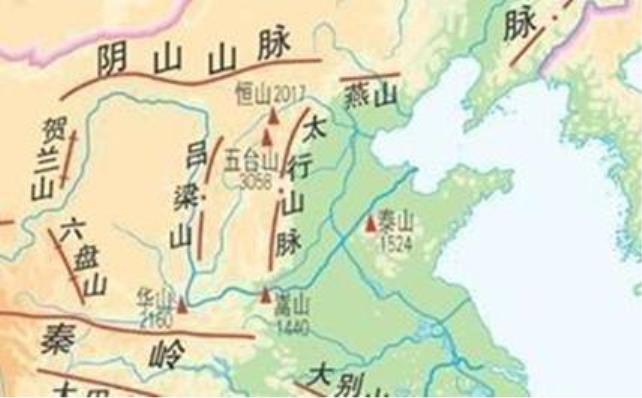 脉
阴山山脉
燕山
恒山2017
贺兰山
吕梁山
五台山
3058
太行山脉
泰山
1524
六盘山
华山
2160
嵩山
1440
秦岭
大别山